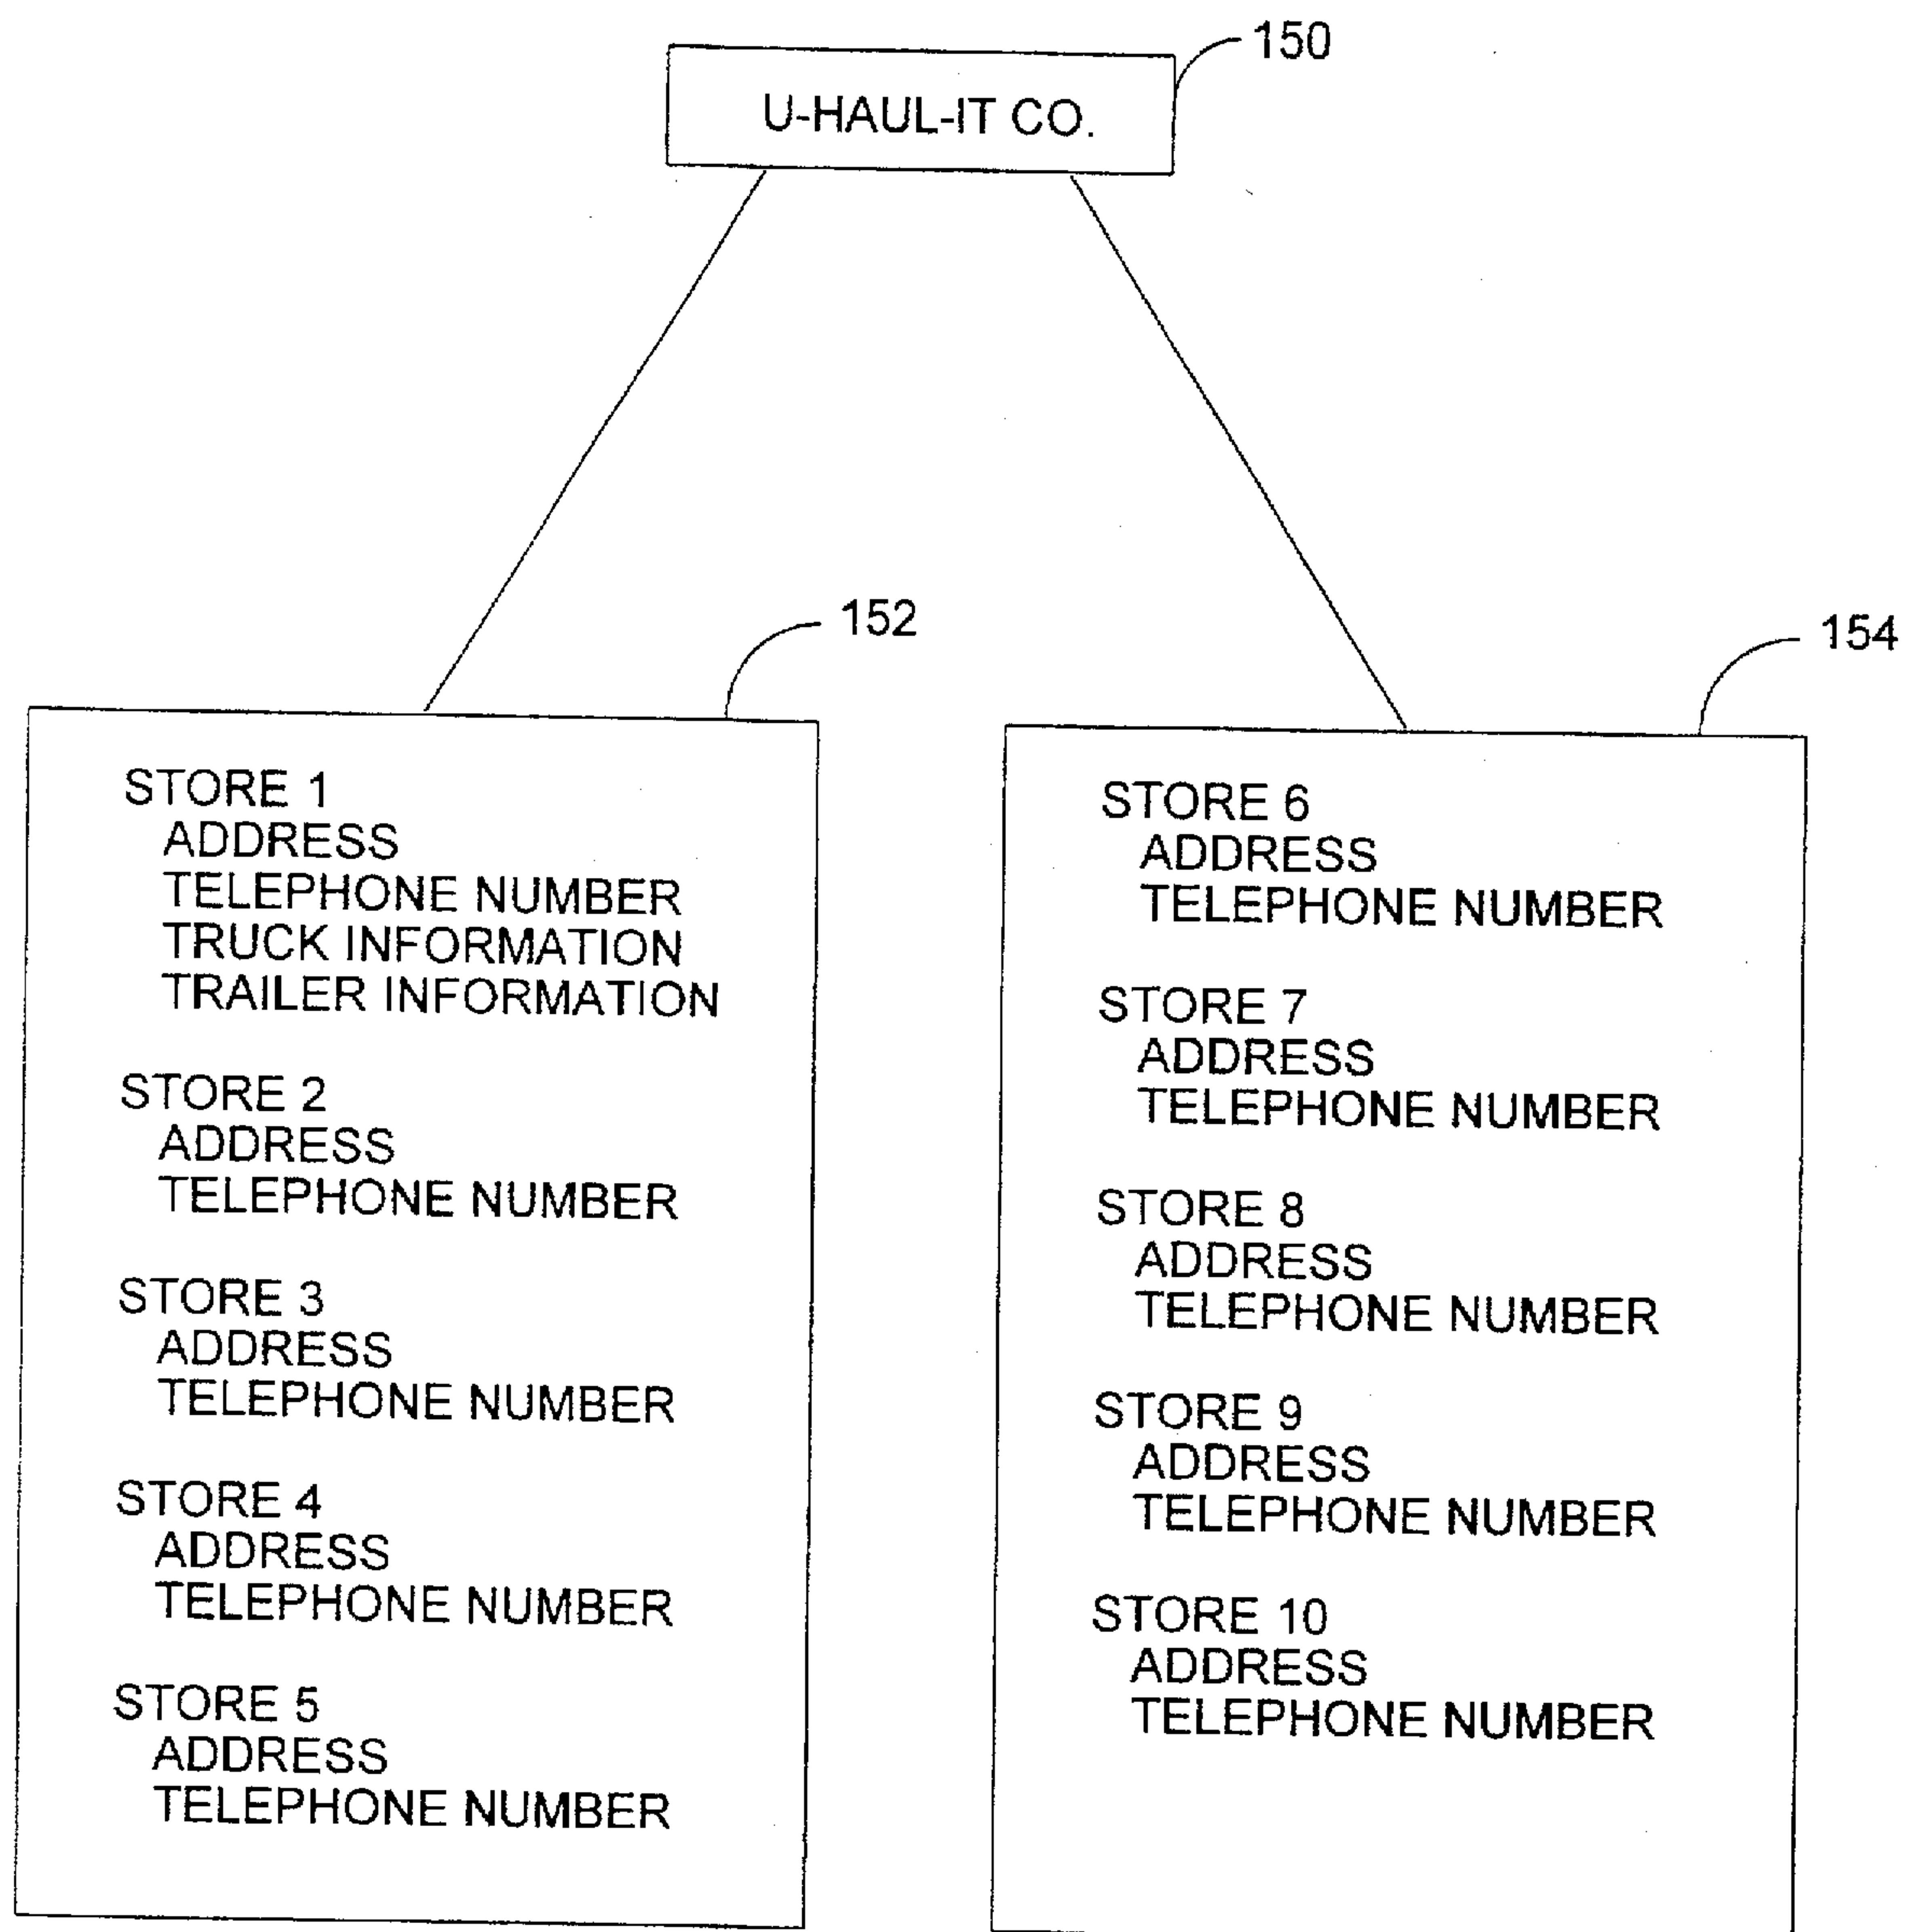 150
U-HAUL-IT CO.
152
STORE 1
ADDRESS
TELEPHONE NUMBER
TRUCK INFORMATION
TRAILER INFORMATION
STORE 2
ADDRESS
TELEPHONE NUMBER
STORE 3
ADDRESS
TELEPHONE NUMBER
STORE 4
ADDRESS
TELEPHONE NUMBER
STORE 5
ADDRESS
TELEPHONE NUMBER
154
STORE 6
ADDRESS
TELEPHONE NUMBER
STORE 7
ADDRESS
TELEPHONE NUMBER
STORE 8
ADDRESS
TELEPHONE NUMBER
STORE 9
ADDRESS
TELEPHONE NUMBER
STORE 10
ADDRESS
TELEPHONE NUMBER